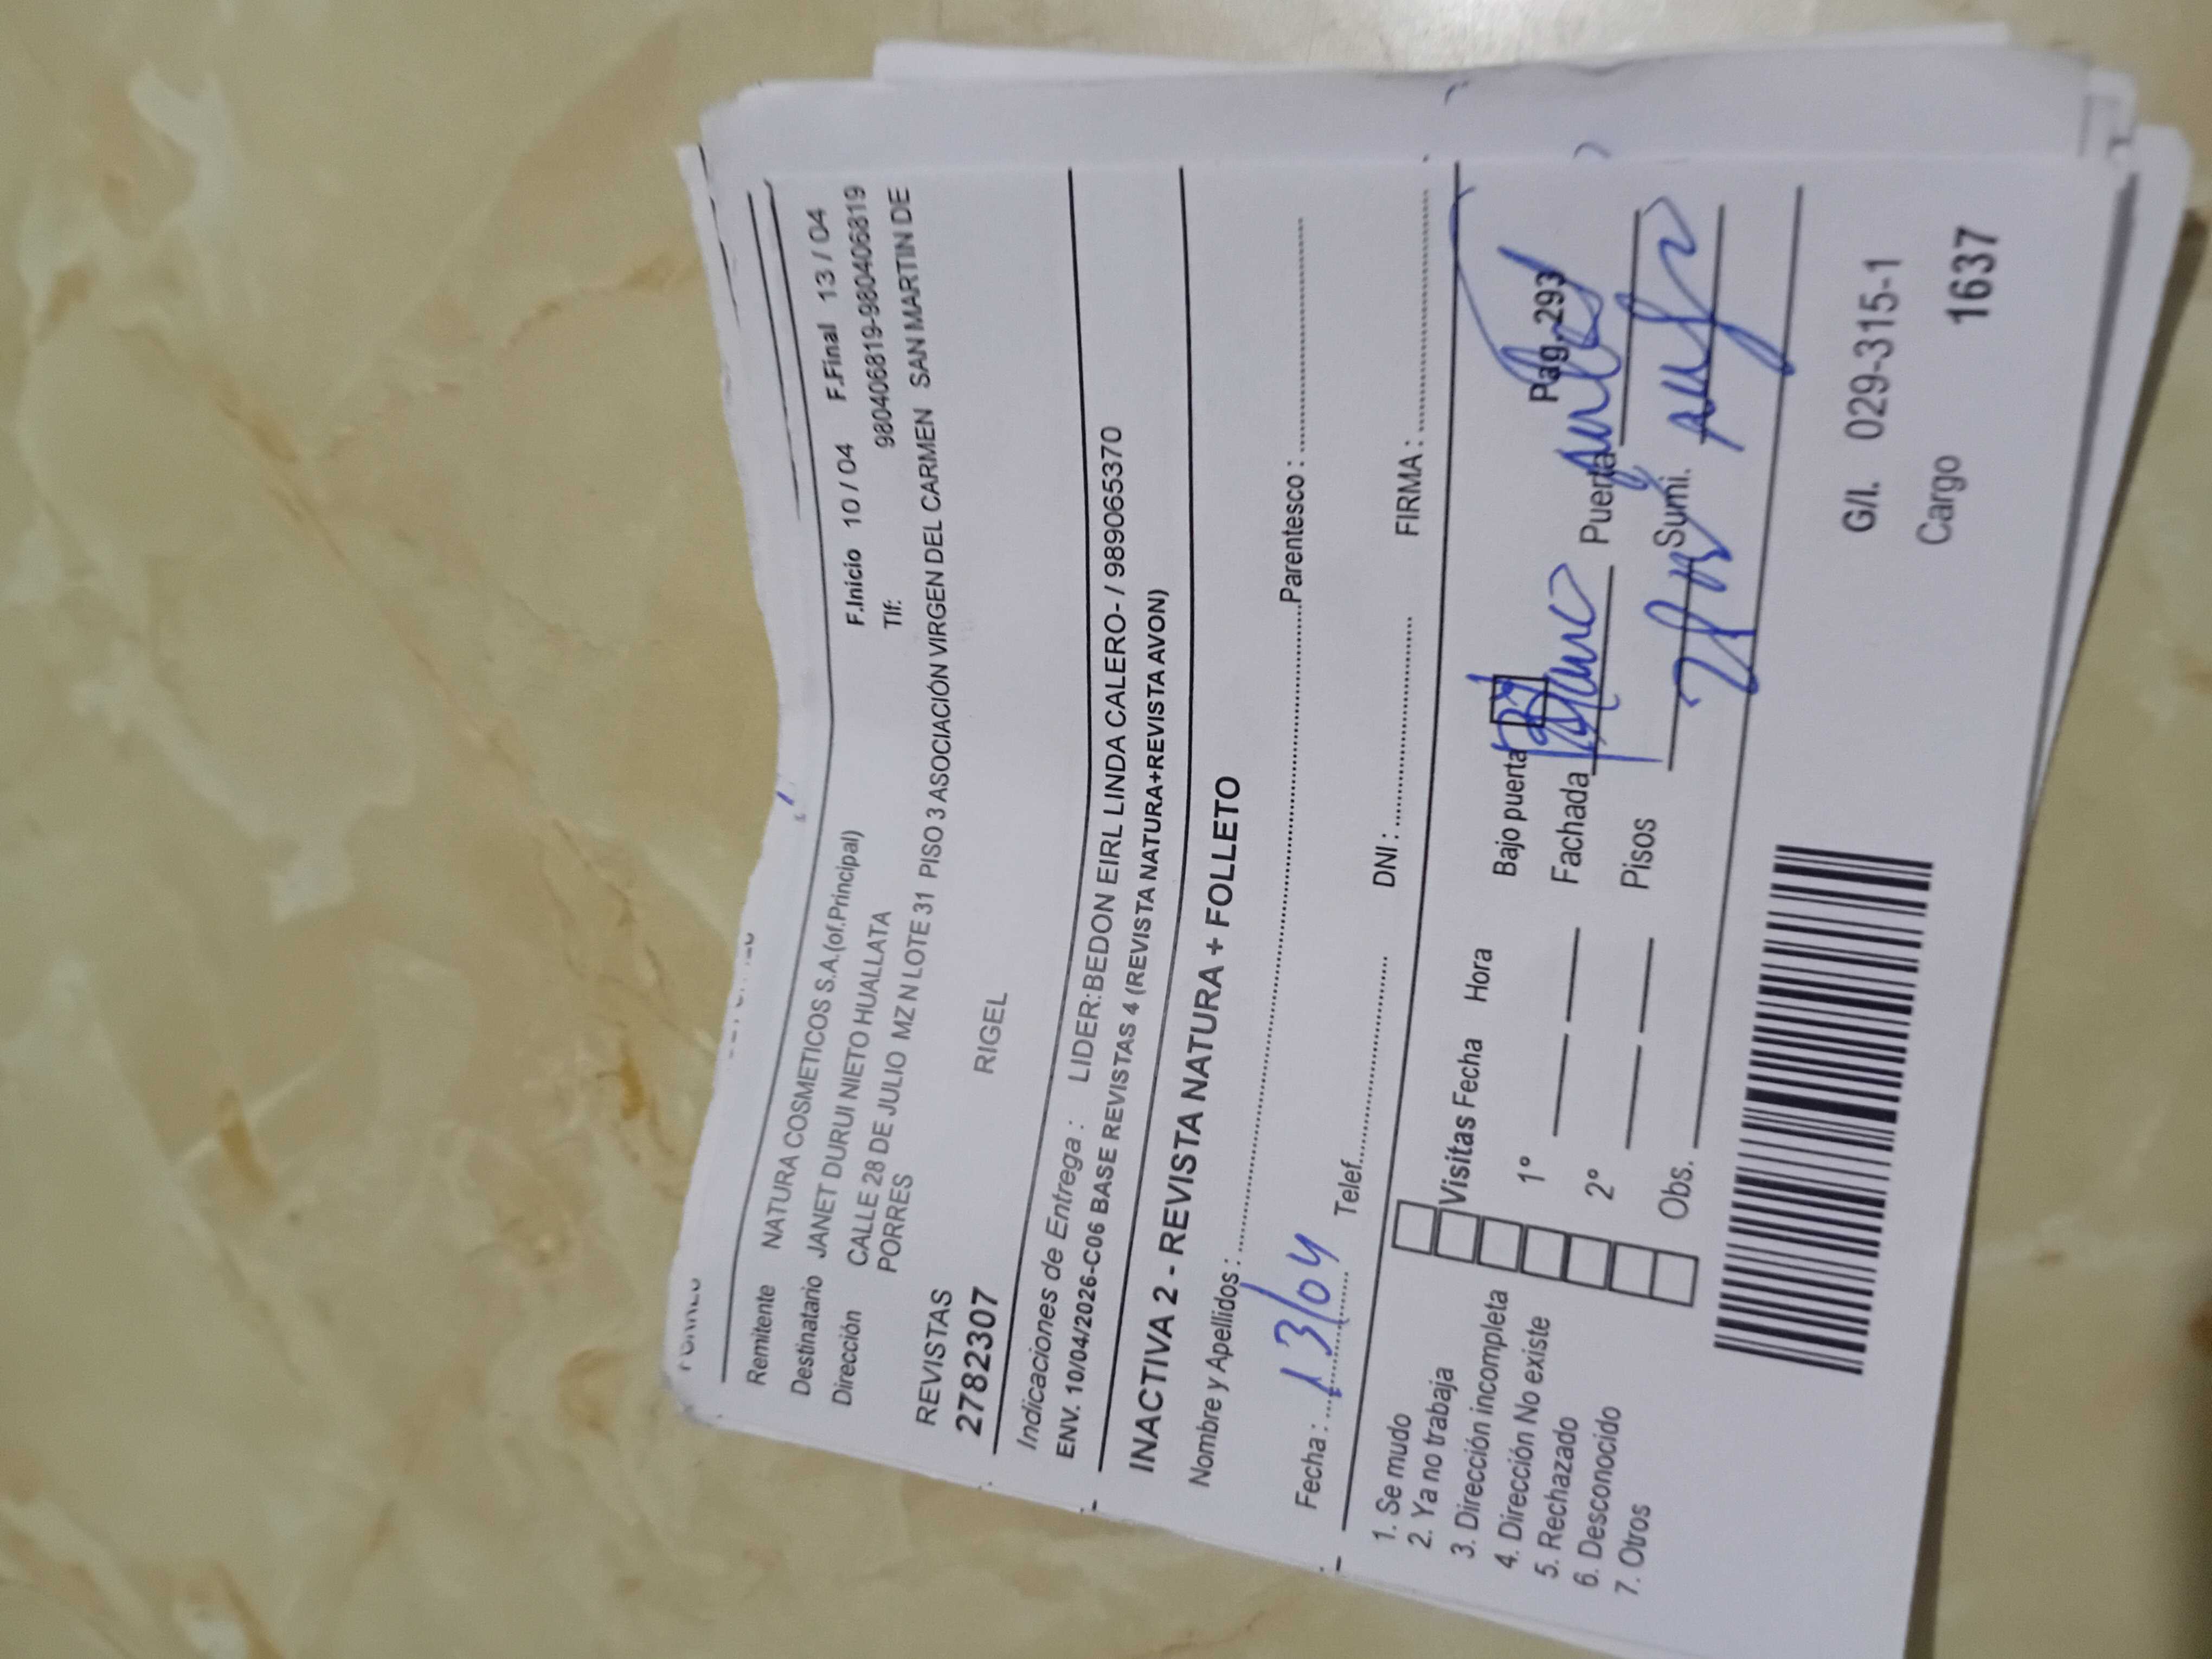 Remitente NATURA COSMETICOS S.A.(of.Principal)
Destinatario JANET DURUI NIETO HUALLATA F.Inicio 10 / 04 F.Final 13 / 04
Tlf: 980406819-980406819
Dirección CALLE 28 DE JULIO MZ N LOTE 31 PISO 3 ASOCIACIÓN VIRGEN DEL CARMEN SAN MARTIN DE
PORRES
REVISTAS
2782307 RIGEL
Indicaciones de Entrega : LIDER:BEDON EIRL LINDA CALERO- / 989065370
ENV. 10/04/2026-C06 BASE REVISTAS 4 (REVISTA NATURA+REVISTA AVON)
INACTIVA 2 - REVISTA NATURA + FOLLETO
Nombre y Apellidos : Parentesco :
Fecha : 13/04 Telef. DNI : FIRMA :
1. Se mudo
2. Ya no trabaja
3. Dirección incompleta
4. Dirección No existe
5. Rechazado
6. Desconocido
7. Otros
Visitas Fecha Hora
1º
2º
Obs.
Bajo puerta Pag. 293
Fachada Puerta
Pisos Sumi.
G/I. 029-315-1
Cargo 1637